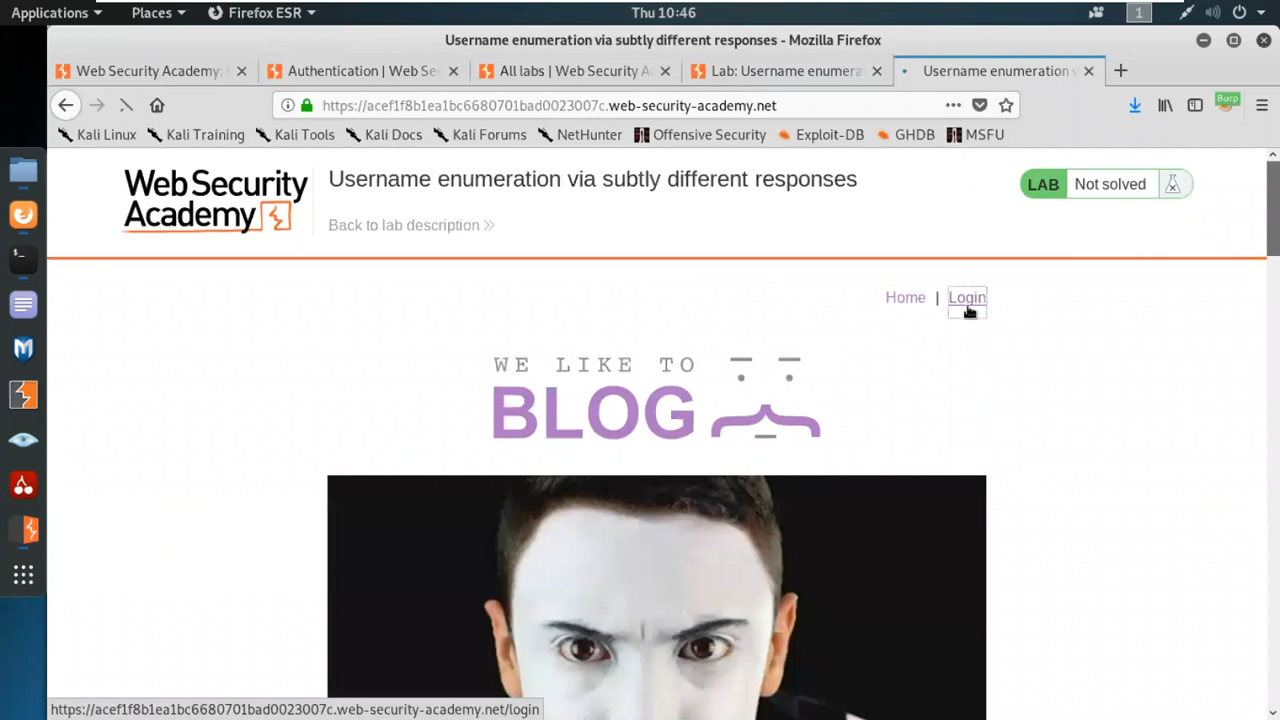 Applications Places Firefox ESR Thu 10:46 1
Username enumeration via subtly different responses - Mozilla Firefox
Web Security Academy: Authentication | Web Se All labs | Web Security A Lab: Username enumera Username enumeration
https://acef1f8b1ea1bc6680701bad0023007c.web-security-academy.net Burp
Kali Linux Kali Training Kali Tools Kali Docs Kali Forums NetHunter Offensive Security Exploit-DB GHDB MSFU
Web Security
Academy
Username enumeration via subtly different responses
Back to lab description
LAB Not solved
Home | Login
WE LIKE TO
BLOG
https://acef1f8b1ea1bc6680701bad0023007c.web-security-academy.net/login